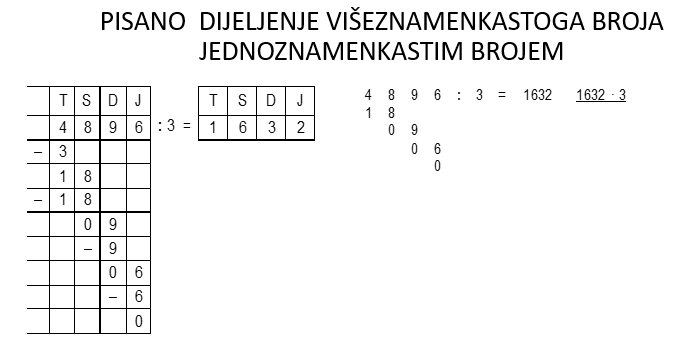 PISANO DIJELJENJE VIŠEZNAMENKASTOGA BROJA
JEDNOZNAMENKASTIM BROJEM
T S D J
4 8 9 6
– 3
1 8
– 1 8
0 9
– 9
0 6
– 6
0
: 3 =
T S D J
1 6 3 2
4 8 9 6 : 3 = 1632 1632 · 3
1 8
0 9
0 6
0